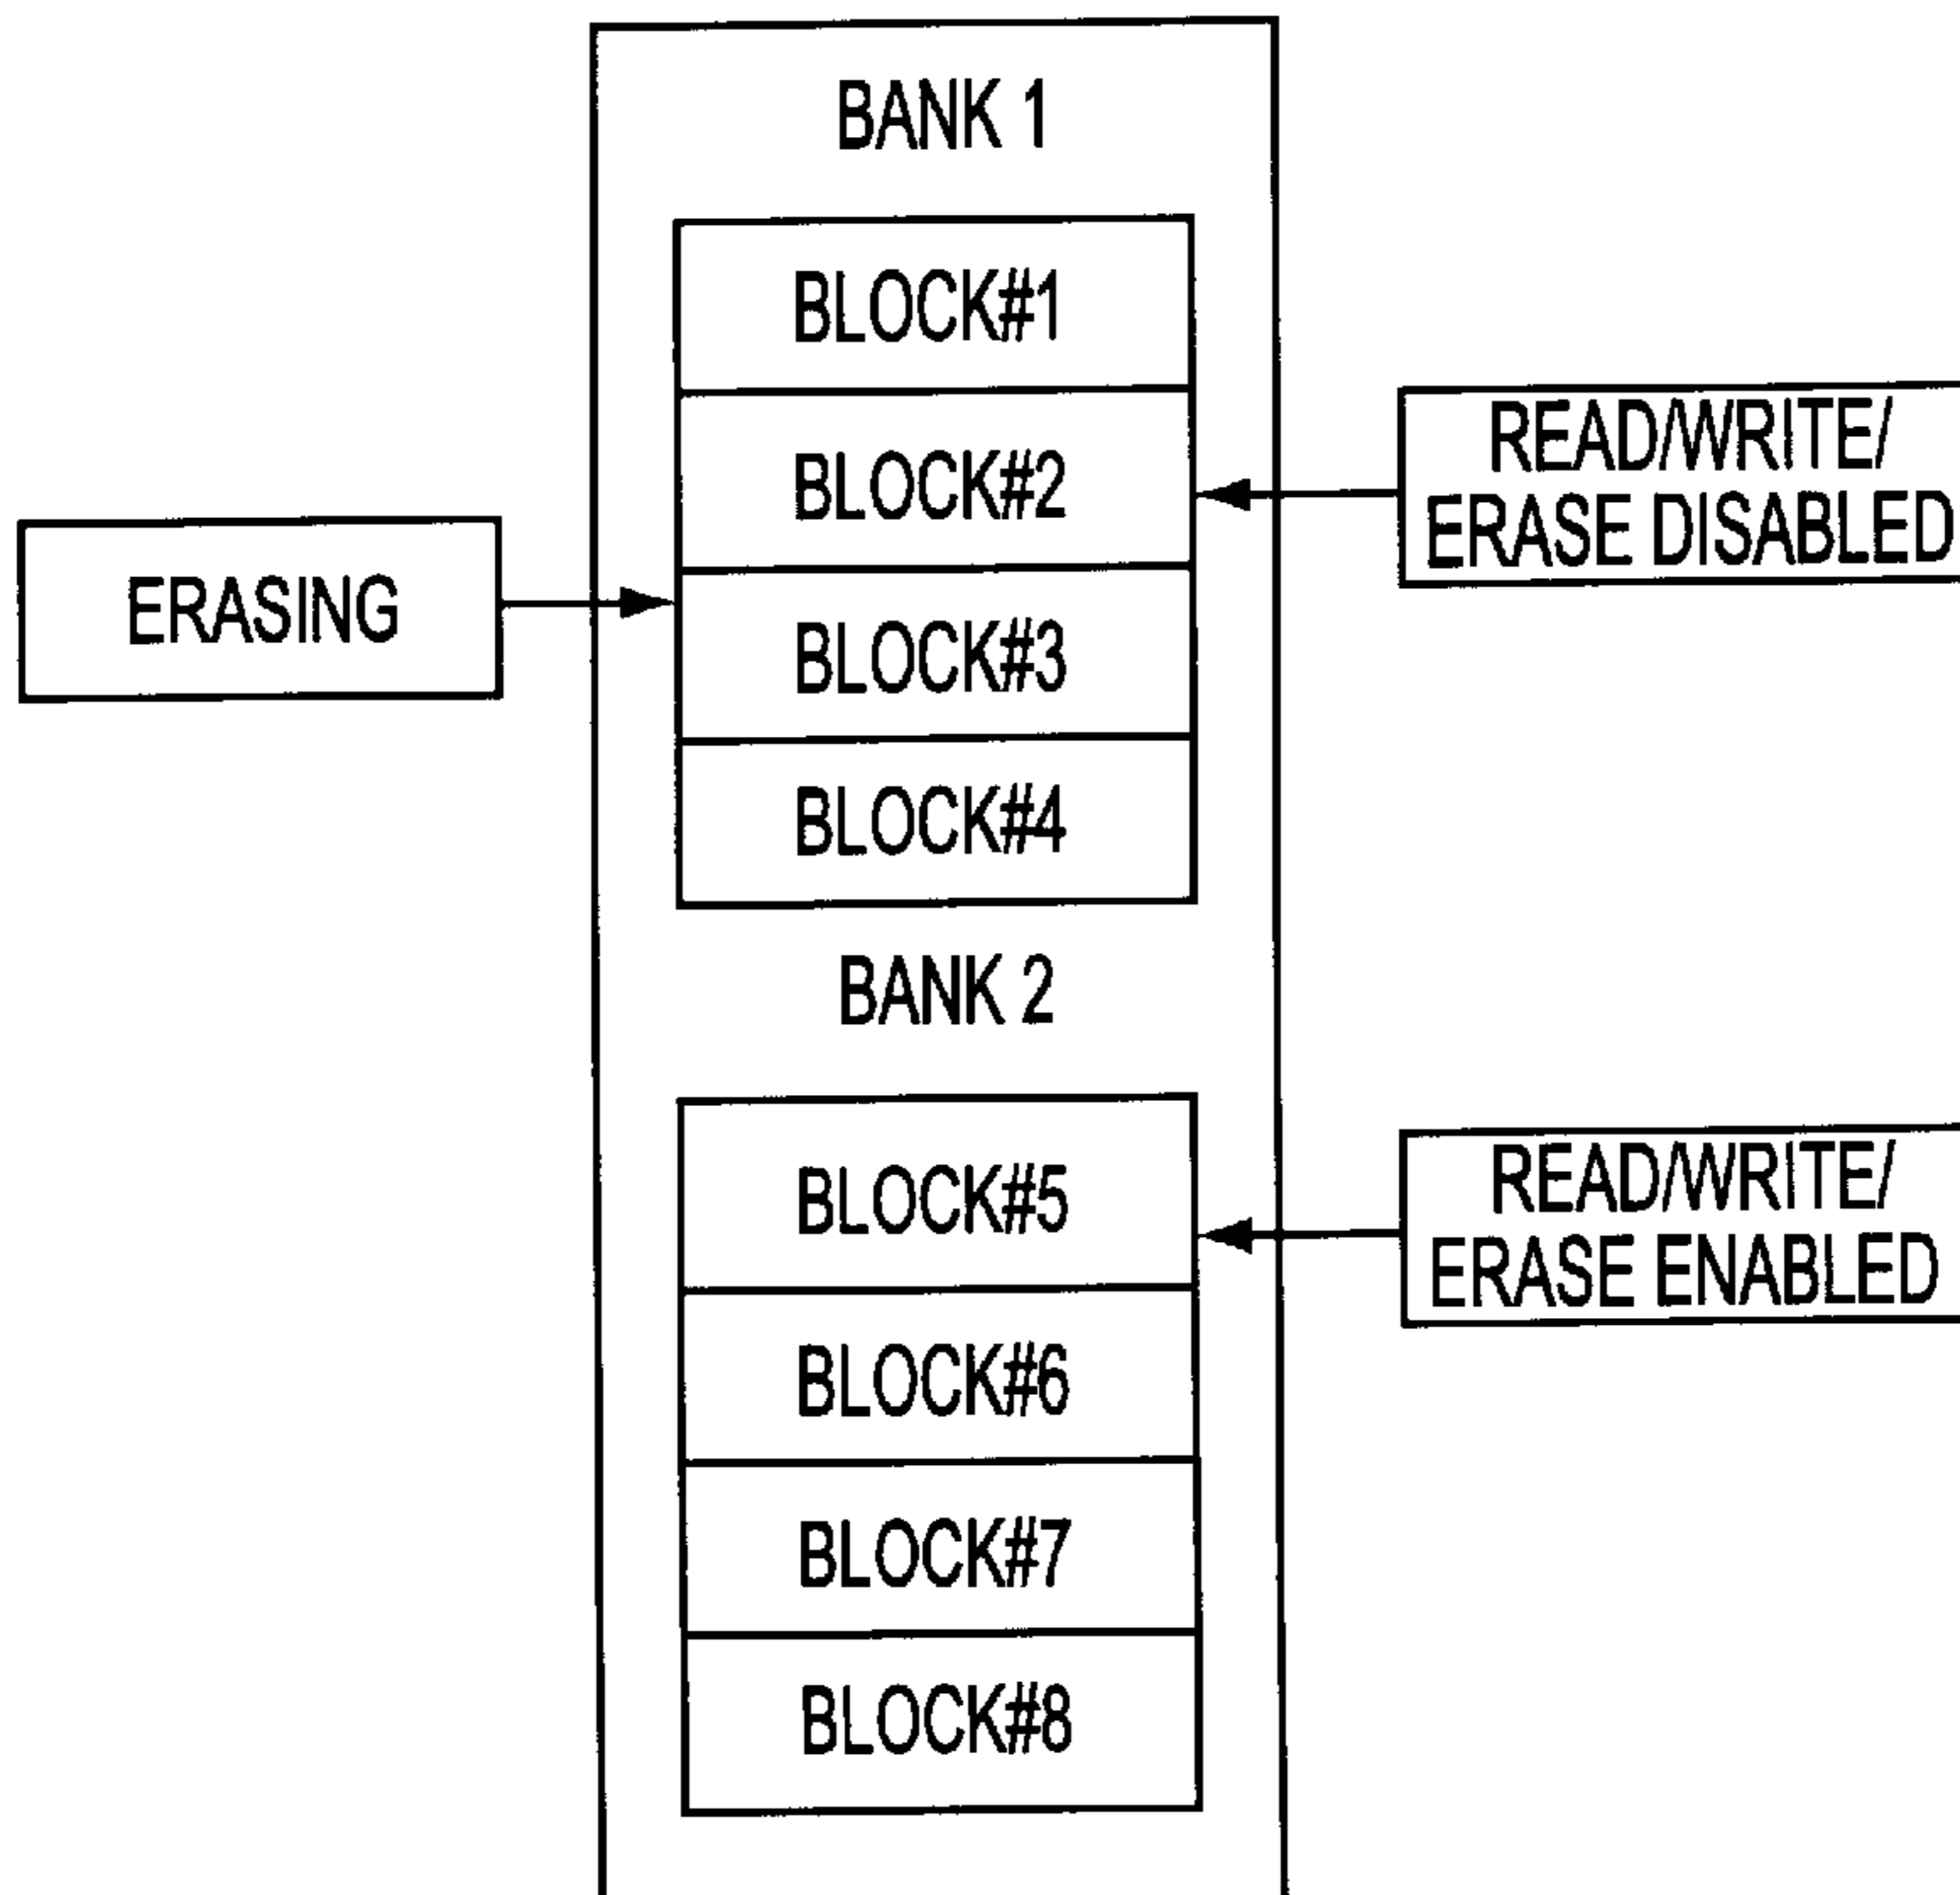 BANK 1
BLOCK#1
BLOCK#2
BLOCK#3
BLOCK#4
ERASING
READ/WRITE/
ERASE DISABLED
BANK 2
BLOCK#5
BLOCK#6
BLOCK#7
BLOCK#8
READ/WRITE/
ERASE ENABLED